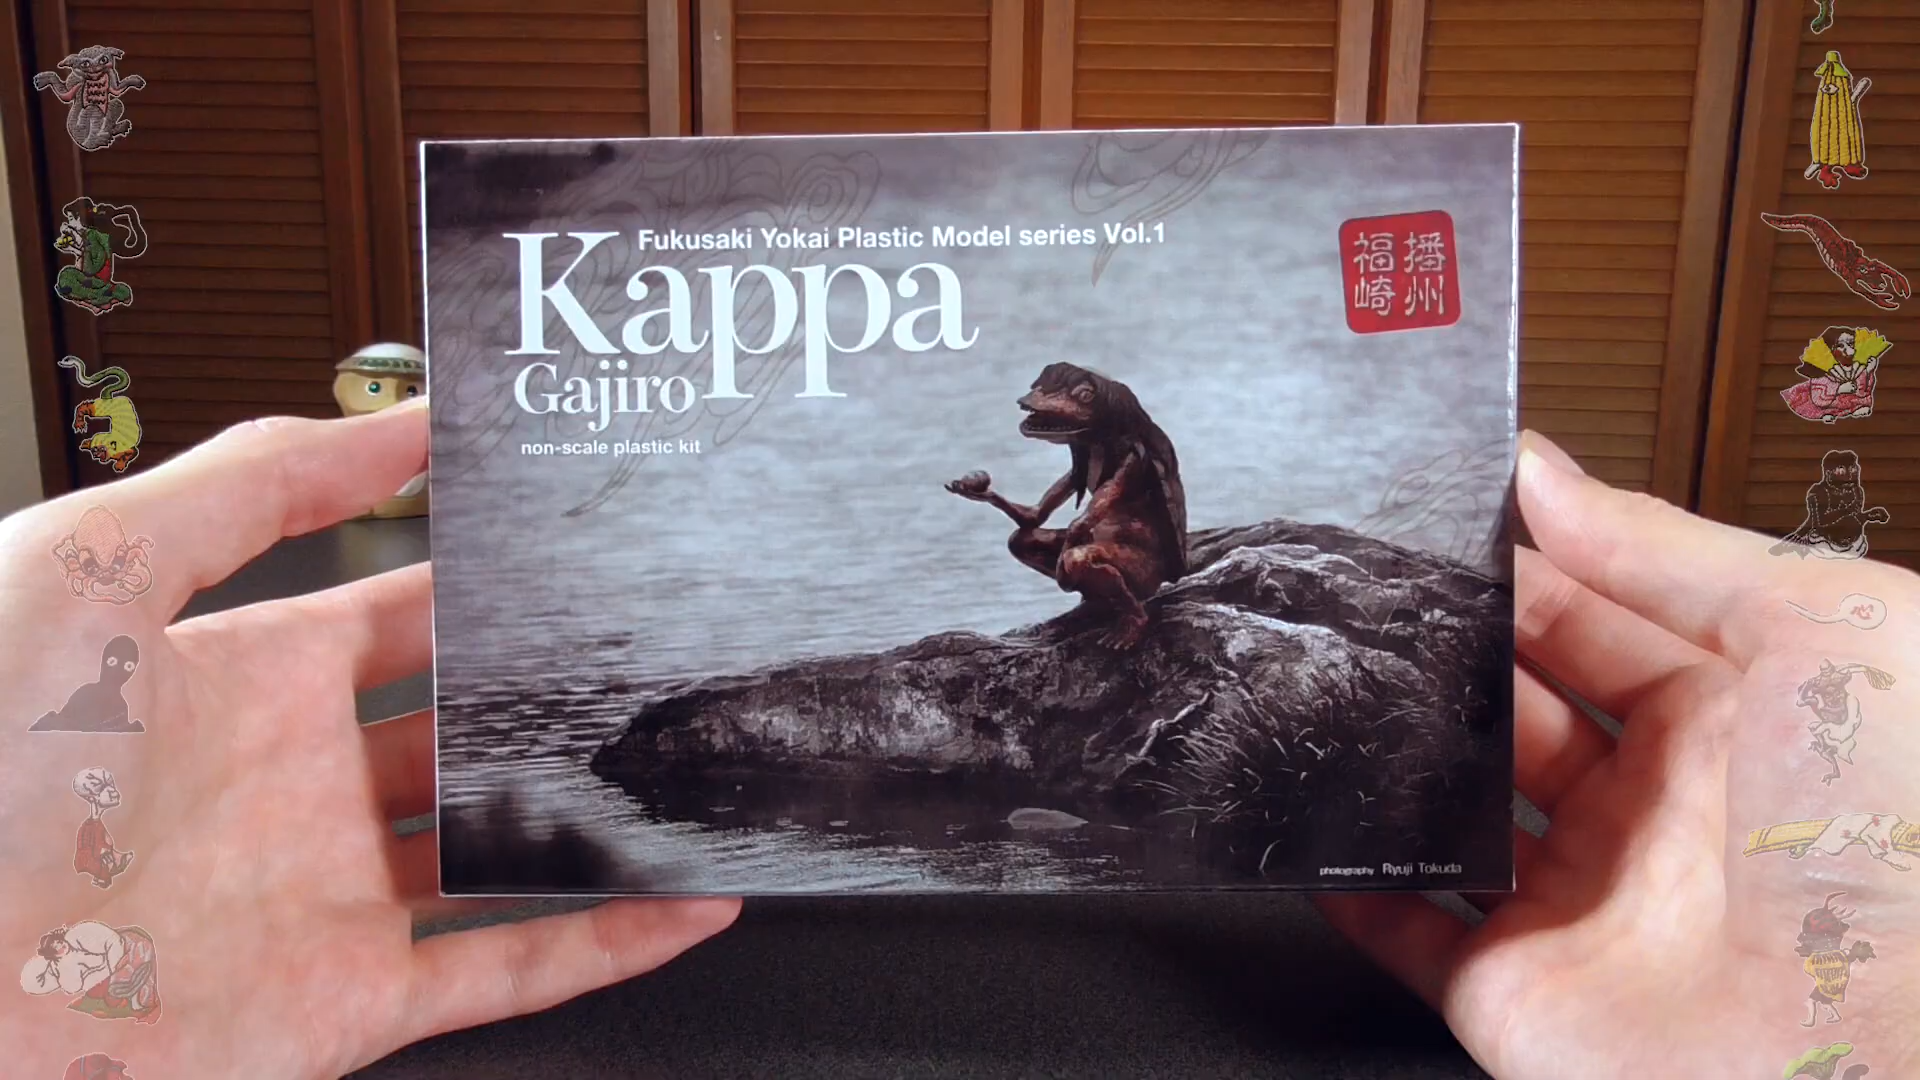 Fukusaki Yokai Plastic Model series Vol.1
Kappa
Gajiro
non-scale plastic kit
播州
福崎
photography Ryuji Tokuda
心